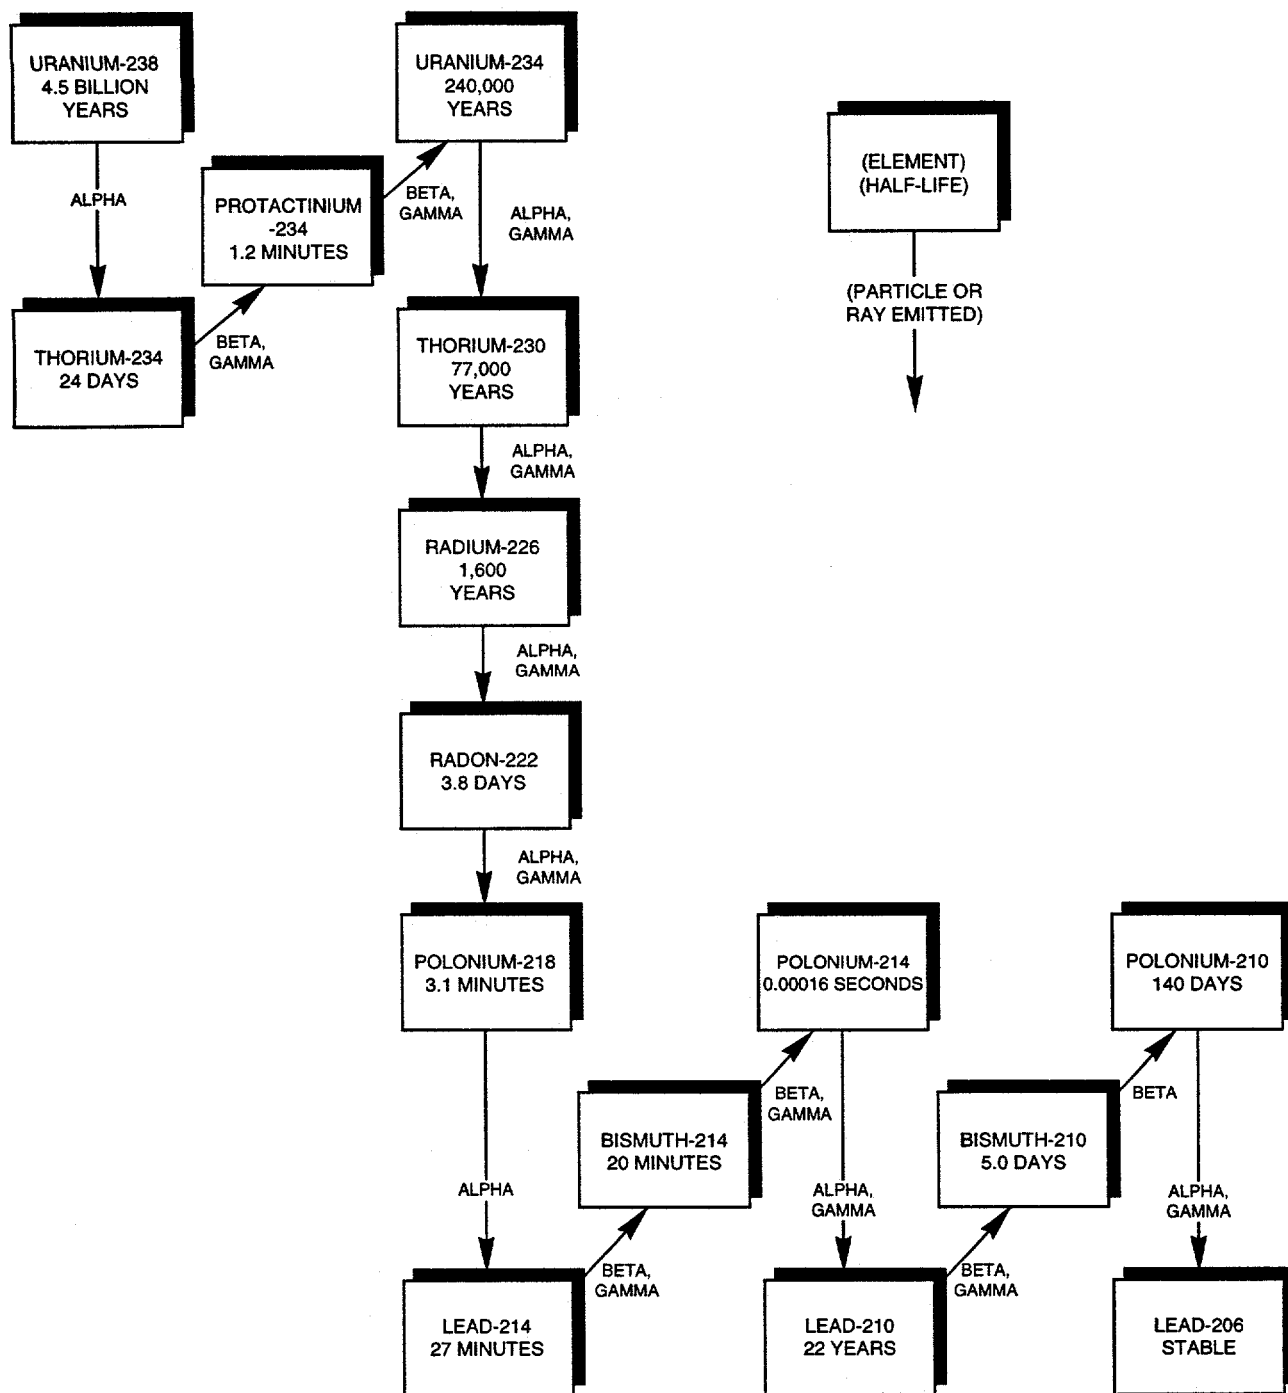 URANIUM-238
4.5 BILLION
YEARS
ALPHA
THORIUM-234
24 DAYS
BETA,
GAMMA
PROTACTINIUM
-234
1.2 MINUTES
BETA,
GAMMA
URANIUM-234
240,000
YEARS
ALPHA,
GAMMA
THORIUM-230
77,000
YEARS
ALPHA,
GAMMA
RADIUM-226
1,600
YEARS
ALPHA,
GAMMA
RADON-222
3.8 DAYS
ALPHA,
GAMMA
POLONIUM-218
3.1 MINUTES
ALPHA
LEAD-214
27 MINUTES
BETA,
GAMMA
BISMUTH-214
20 MINUTES
BETA,
GAMMA
POLONIUM-214
0.00016 SECONDS
ALPHA,
GAMMA
LEAD-210
22 YEARS
BETA,
GAMMA
BISMUTH-210
5.0 DAYS
BETA
POLONIUM-210
140 DAYS
ALPHA,
GAMMA
LEAD-206
STABLE
(ELEMENT)
(HALF-LIFE)
(PARTICLE OR
RAY EMITTED)